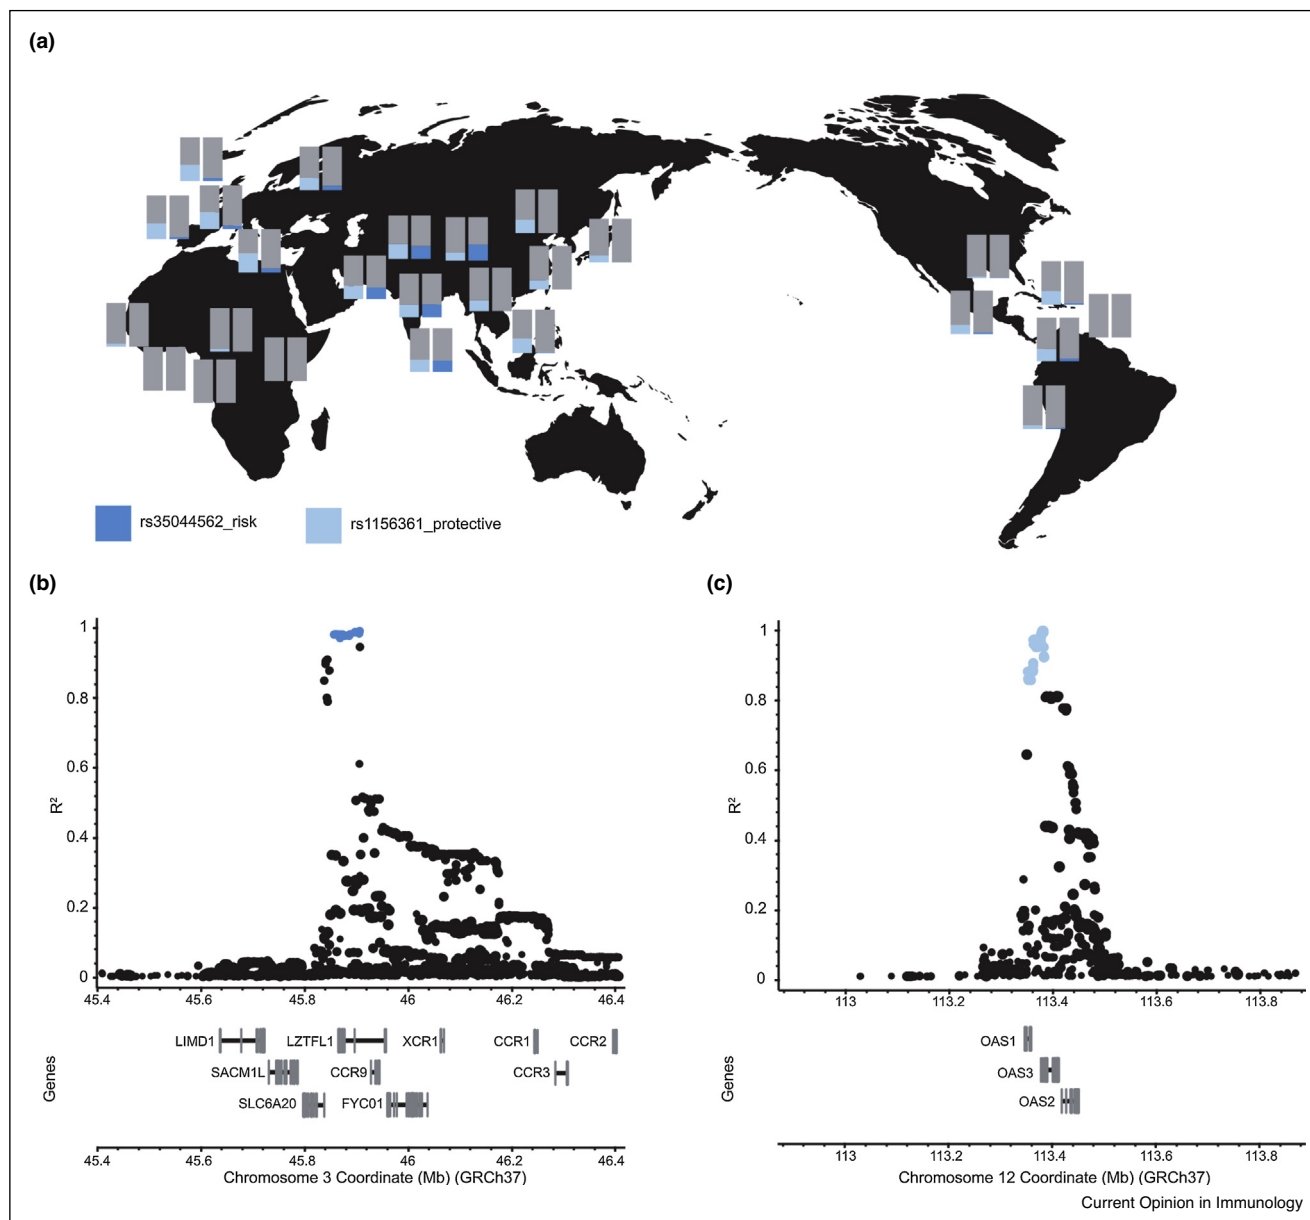 (a)
rs35044562_risk
rs1156361_protective
(b)
(c)
1
0.8
0.6
0.4
0.2
0
R²
45.4 45.6 45.8 46 46.2 46.4
LIMD1 LZTFL1 XCR1 CCR1 CCR2
SACM1L CCR9 CCR3
SLC6A20 FYC01
Genes
45.4 45.6 45.8 46 46.2 46.4
Chromosome 3 Coordinate (Mb) (GRCh37)
1
0.8
0.6
0.4
0.2
0
R²
113 113.2 113.4 113.6 113.8
OAS1
OAS3
OAS2
Genes
113 113.2 113.4 113.6 113.8
Chromosome 12 Coordinate (Mb) (GRCh37)
Current Opinion in Immunology